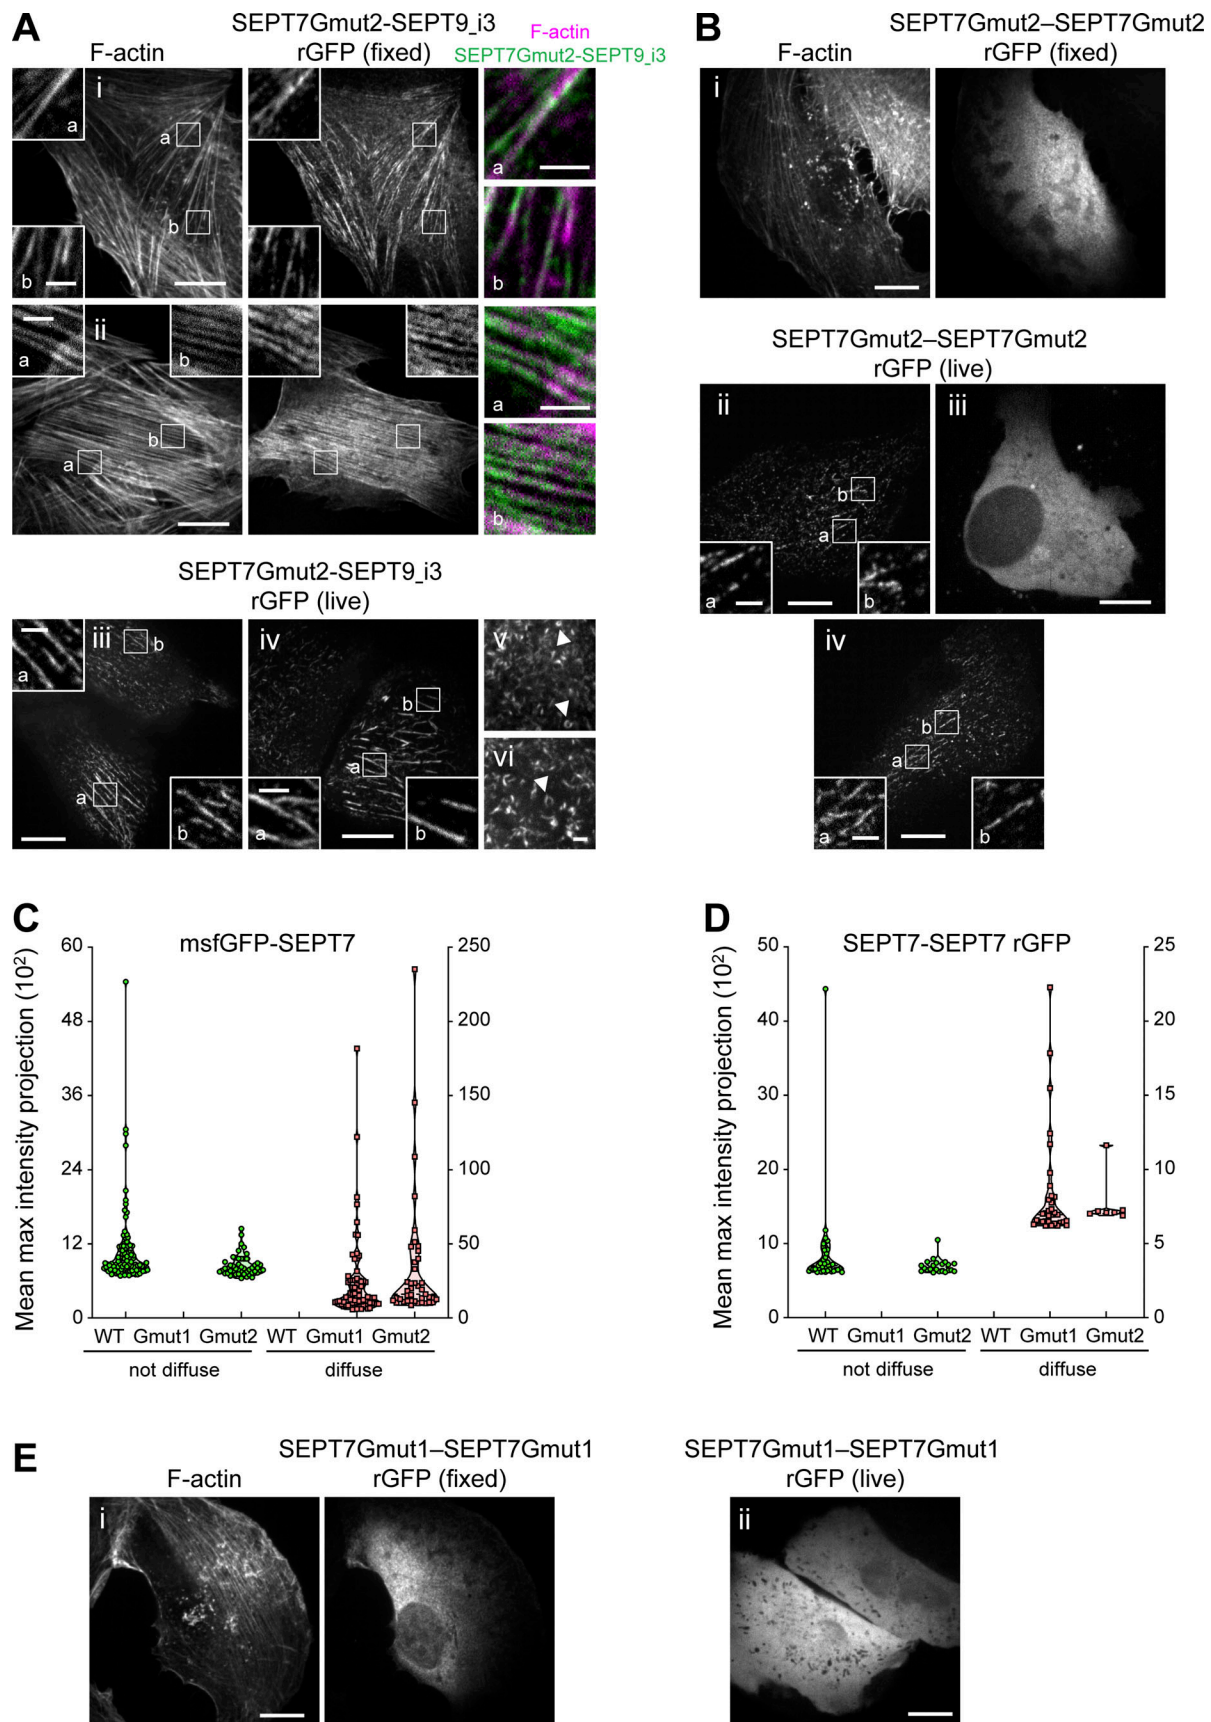 A
SEPT7Gmut2-SEPT9_i3
F-actin
rGFP (fixed)
F-actin
SEPT7Gmut2-SEPT9_i3
i
a
a
b
b
a
b
ii
a
b
b
a
a
b
SEPT7Gmut2-SEPT9_i3
rGFP (live)
iii
b
a
a
b
iv
b
a
a
b
v
vi
B
SEPT7Gmut2–SEPT7Gmut2
F-actin
rGFP (fixed)
i
SEPT7Gmut2–SEPT7Gmut2
rGFP (live)
ii
b
a
a
b
iii
iv
b
a
a
b
C
msfGFP-SEPT7
Mean max intensity projection (10²)
60
48
36
24
12
0
250
200
150
100
50
0
WT Gmut1 Gmut2 WT Gmut1 Gmut2
not diffuse
diffuse
D
SEPT7-SEPT7 rGFP
Mean max intensity projection (10²)
50
40
30
20
10
0
25
20
15
10
5
0
WT Gmut1 Gmut2 WT Gmut1 Gmut2
not diffuse
diffuse
E
SEPT7Gmut1–SEPT7Gmut1
F-actin
rGFP (fixed)
i
SEPT7Gmut1–SEPT7Gmut1
rGFP (live)
ii